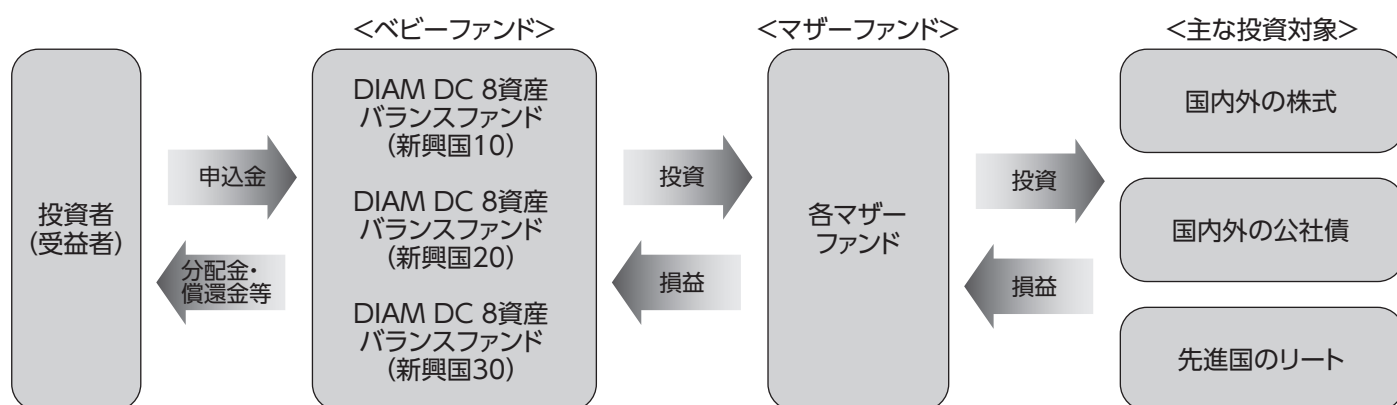 ＜ベビーファンド＞
＜マザーファンド＞
＜主な投資対象＞
投資者
(受益者)
申込金
分配金・
償還金等
DIAM DC 8資産
バランスファンド
(新興国10)
DIAM DC 8資産
バランスファンド
(新興国20)
DIAM DC 8資産
バランスファンド
(新興国30)
投資
損益
各マザー
ファンド
投資
損益
国内外の株式
国内外の公社債
先進国のリート